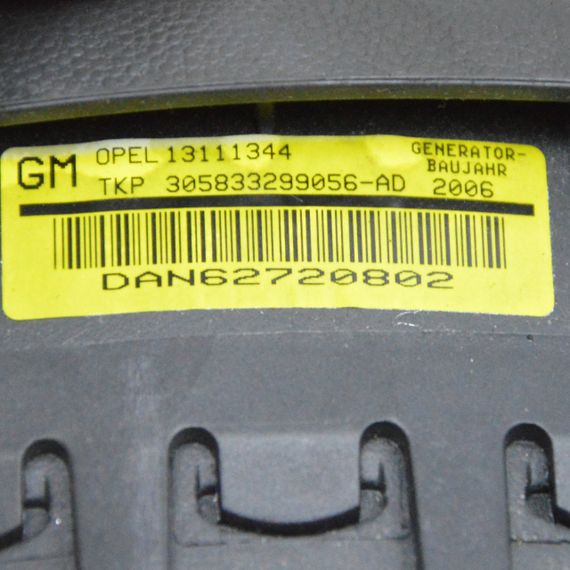 GM OPEL 13111344 GENERATOR-
BAUJAHR
TKP 305833299056-AD 2006
DAN62720802